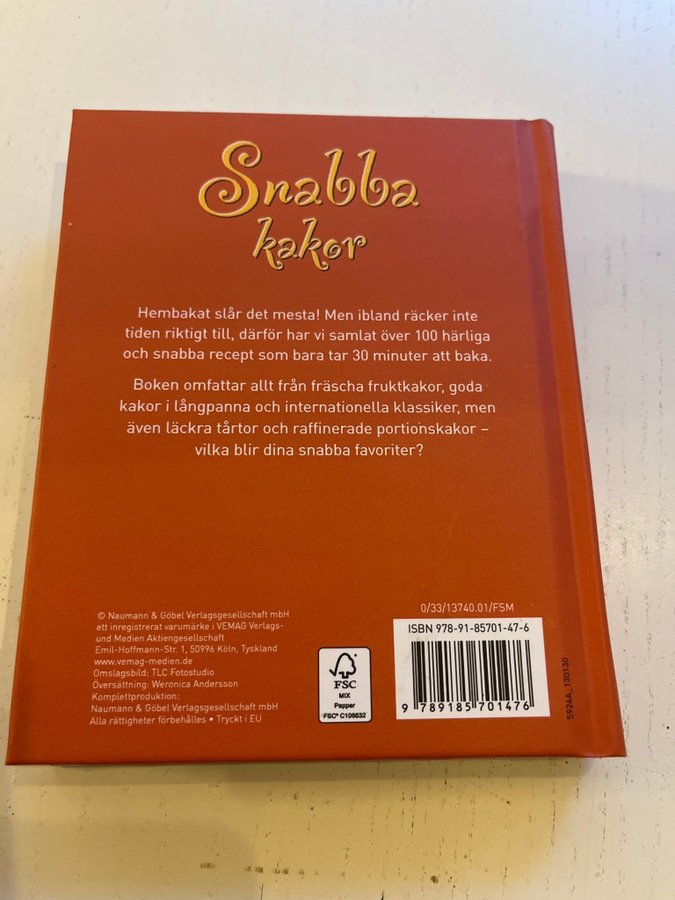 Snabba
kakor
Hembakat slår det mesta! Men ibland räcker inte
tiden riktigt till, därför har vi samlat över 100 härliga
och snabba recept som bara tar 30 minuter att baka.
Boken omfattar allt från fräscha fruktkakor, goda
kakor i långpanna och internationella klassiker, men
även läckra tårtor och raffinerade portionskakor –
vilka blir dina snabba favoriter?
© Naumann & Göbel Verlagsgesellschaft mbH
ett inregistrerat varumärke i VEMAG Verlags-
und Medien Aktiengesellschaft
Emil-Hoffmann-Str. 1, 50996 Köln, Tyskland
www.vemag-medien.de
Omslagsbild: TLC Fotostudio
Översättning: Weronica Andersson
Komplettproduktion:
Naumann & Göbel Verlagsgesellschaft mbH
Alla rättigheter förbehålles • Tryckt i EU
FSC
MIX
Papper
FSC® C106632
0/33/13740.01/FSM
ISBN 978-91-85701-47-6
9 789185 701476
5924A_130130